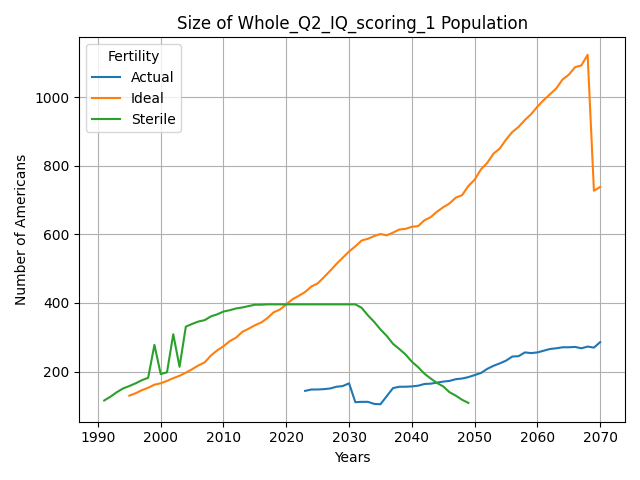 Size of Whole_Q2_IQ_scoring_1 Population
Fertility
Actual
Ideal
Sterile
Number of Americans
1000
800
600
400
200
1990 2000 2010 2020 2030 2040 2050 2060 2070
Years